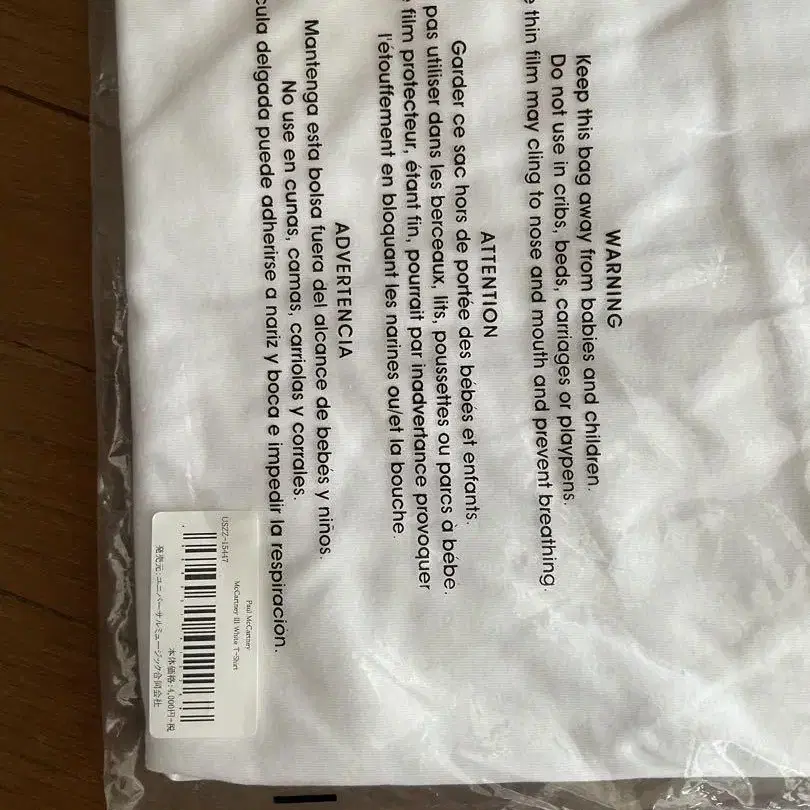 WARNING
Keep this bag away from babies and children.
Do not use in cribs, beds, carriages or playpens.
thin film may cling to nose and mouth and prevent breathing.
ATTENTION
Garder ce sac hors de portée des bébés et enfants.
pas utiliser dans les berceaux, lits, poussettes ou parcs à bébé.
film protecteur, étant fin, pourrait par inadvertance provoquer
l'étouffement en bloquant les narines ou/et la bouche.
ADVERTENCIA
Mantenga esta bolsa fuera del alcance de bebés y niños.
No use en cunas, camas, carriolas y corrales.
delgada puede adherirse a nariz y boca e impedir la respiración.
Paul McCartney
McCartney III White T-Shirt
USZZ-15447
本体価格:4,000円+税
発売元:ユニバーサルミュージック合同会社